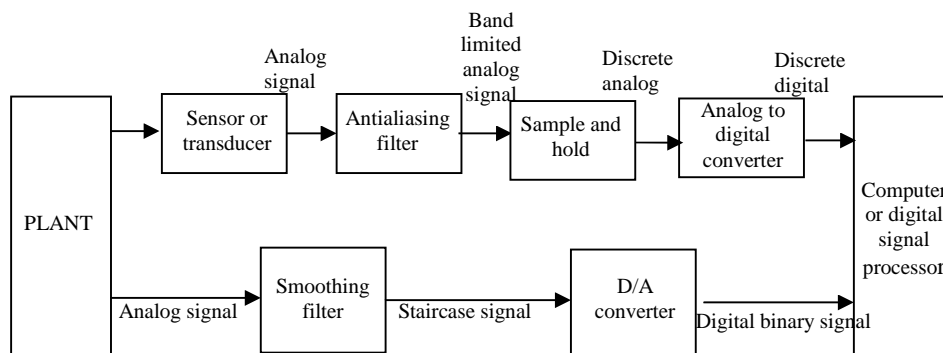 Analog
signal
Band
limited
analog
signal
Discrete
analog
Discrete
digital
Sensor or
transducer
Antialiasing
filter
Sample and
hold
Analog to
digital
converter
PLANT
Computer
or digital
signal
processor
Smoothing
filter
D/A
converter
Analog signal
Staircase signal
Digital binary signal